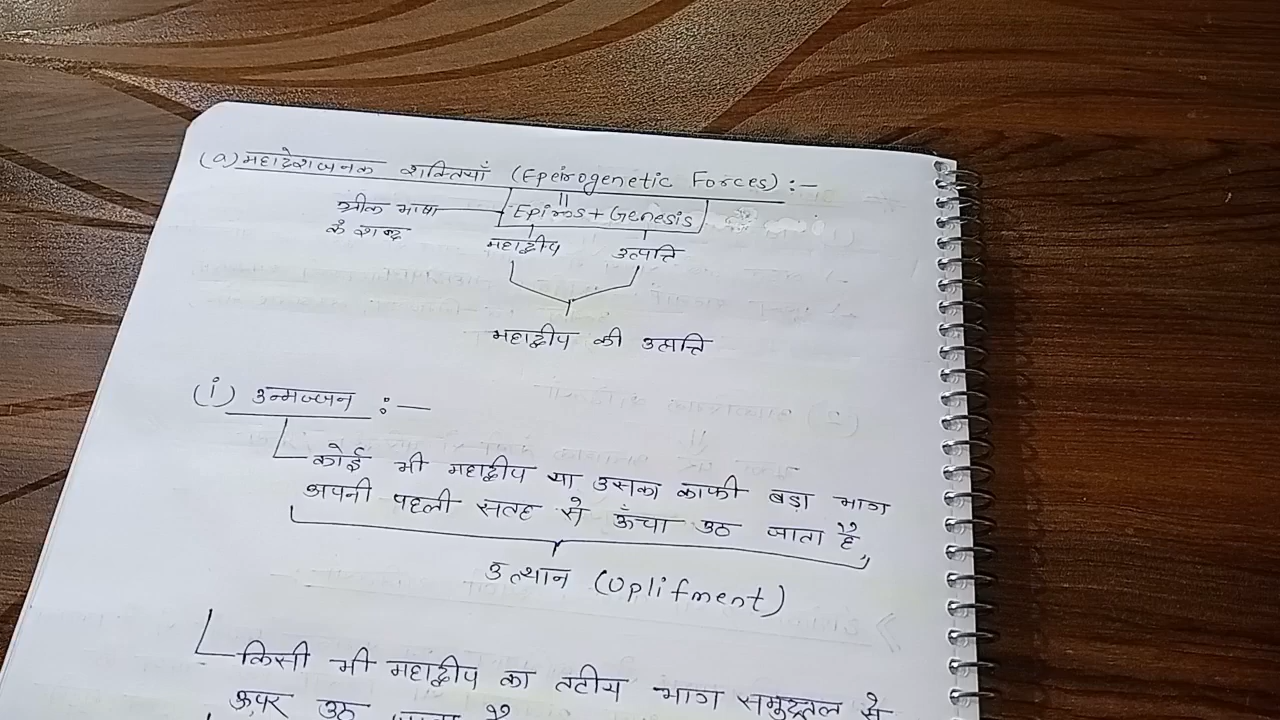 (a) महादेशजनक शक्तियाँ (Epeirogenetic Forces) :-
ग्रीक भाषा के शब्द
Epiros + Genesis
महाद्वीप उत्पत्ति
महाद्वीप की उत्पत्ति
(i) उन्मज्जन :-
कोई भी महाद्वीप या उसका काफी बड़ा भाग
अपनी पहली सतह से ऊँचा उठ जाता है,
उत्थान (Uplifment)
किसी भी महाद्वीप का तटीय भाग समुद्रतल से
ऊपर उठ जाता है